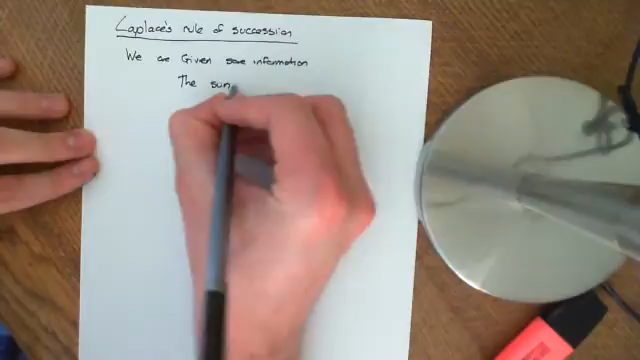 Laplace's rule of succession
We are Given some information
The sun